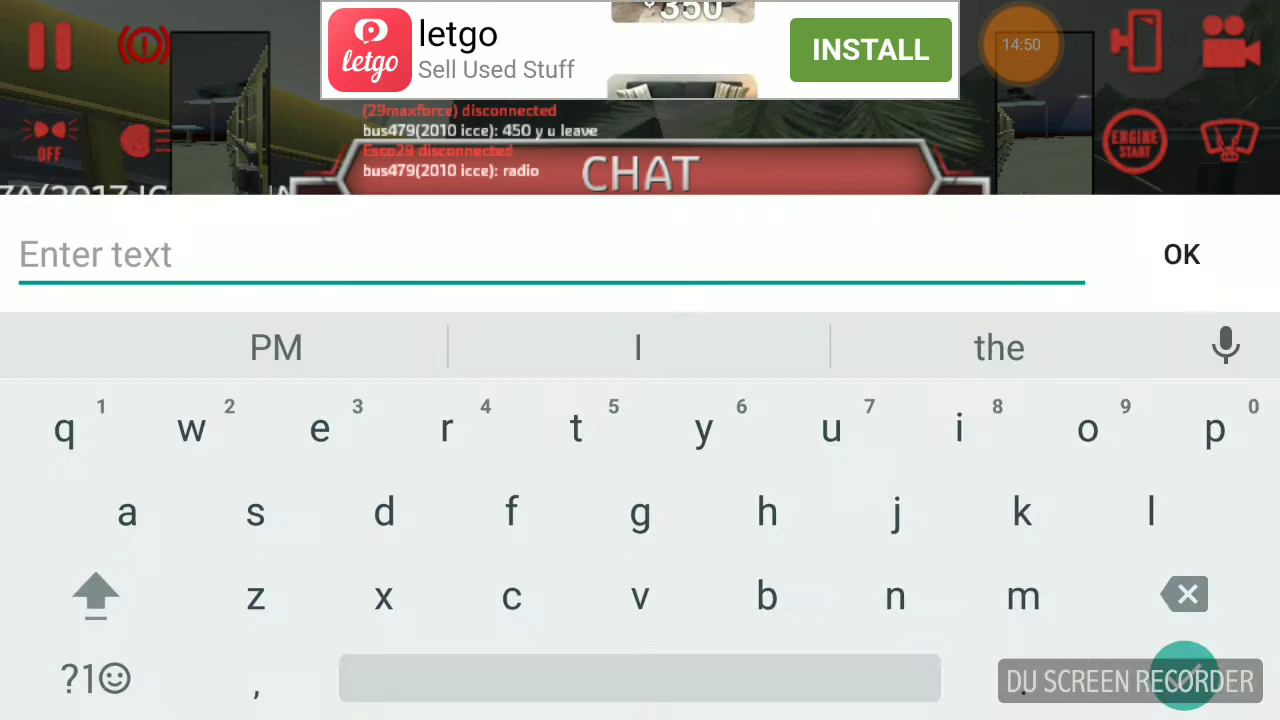 letgo
letgo
Sell Used Stuff
350
INSTALL
14:50
(29maxforce) disconnected
bus479(2010 icce): 450 y u leave
Esco29 disconnected
bus479(2010 icce): radio
CHAT
OFF
ENGINE
START
Enter text
OK
PM I the
q 1 w 2 e 3 r 4 t 5 y 6 u 7 i 8 o 9 p 0
a s d f g h j k l
z x c v b n m
?1 ,
DU SCREEN RECORDER